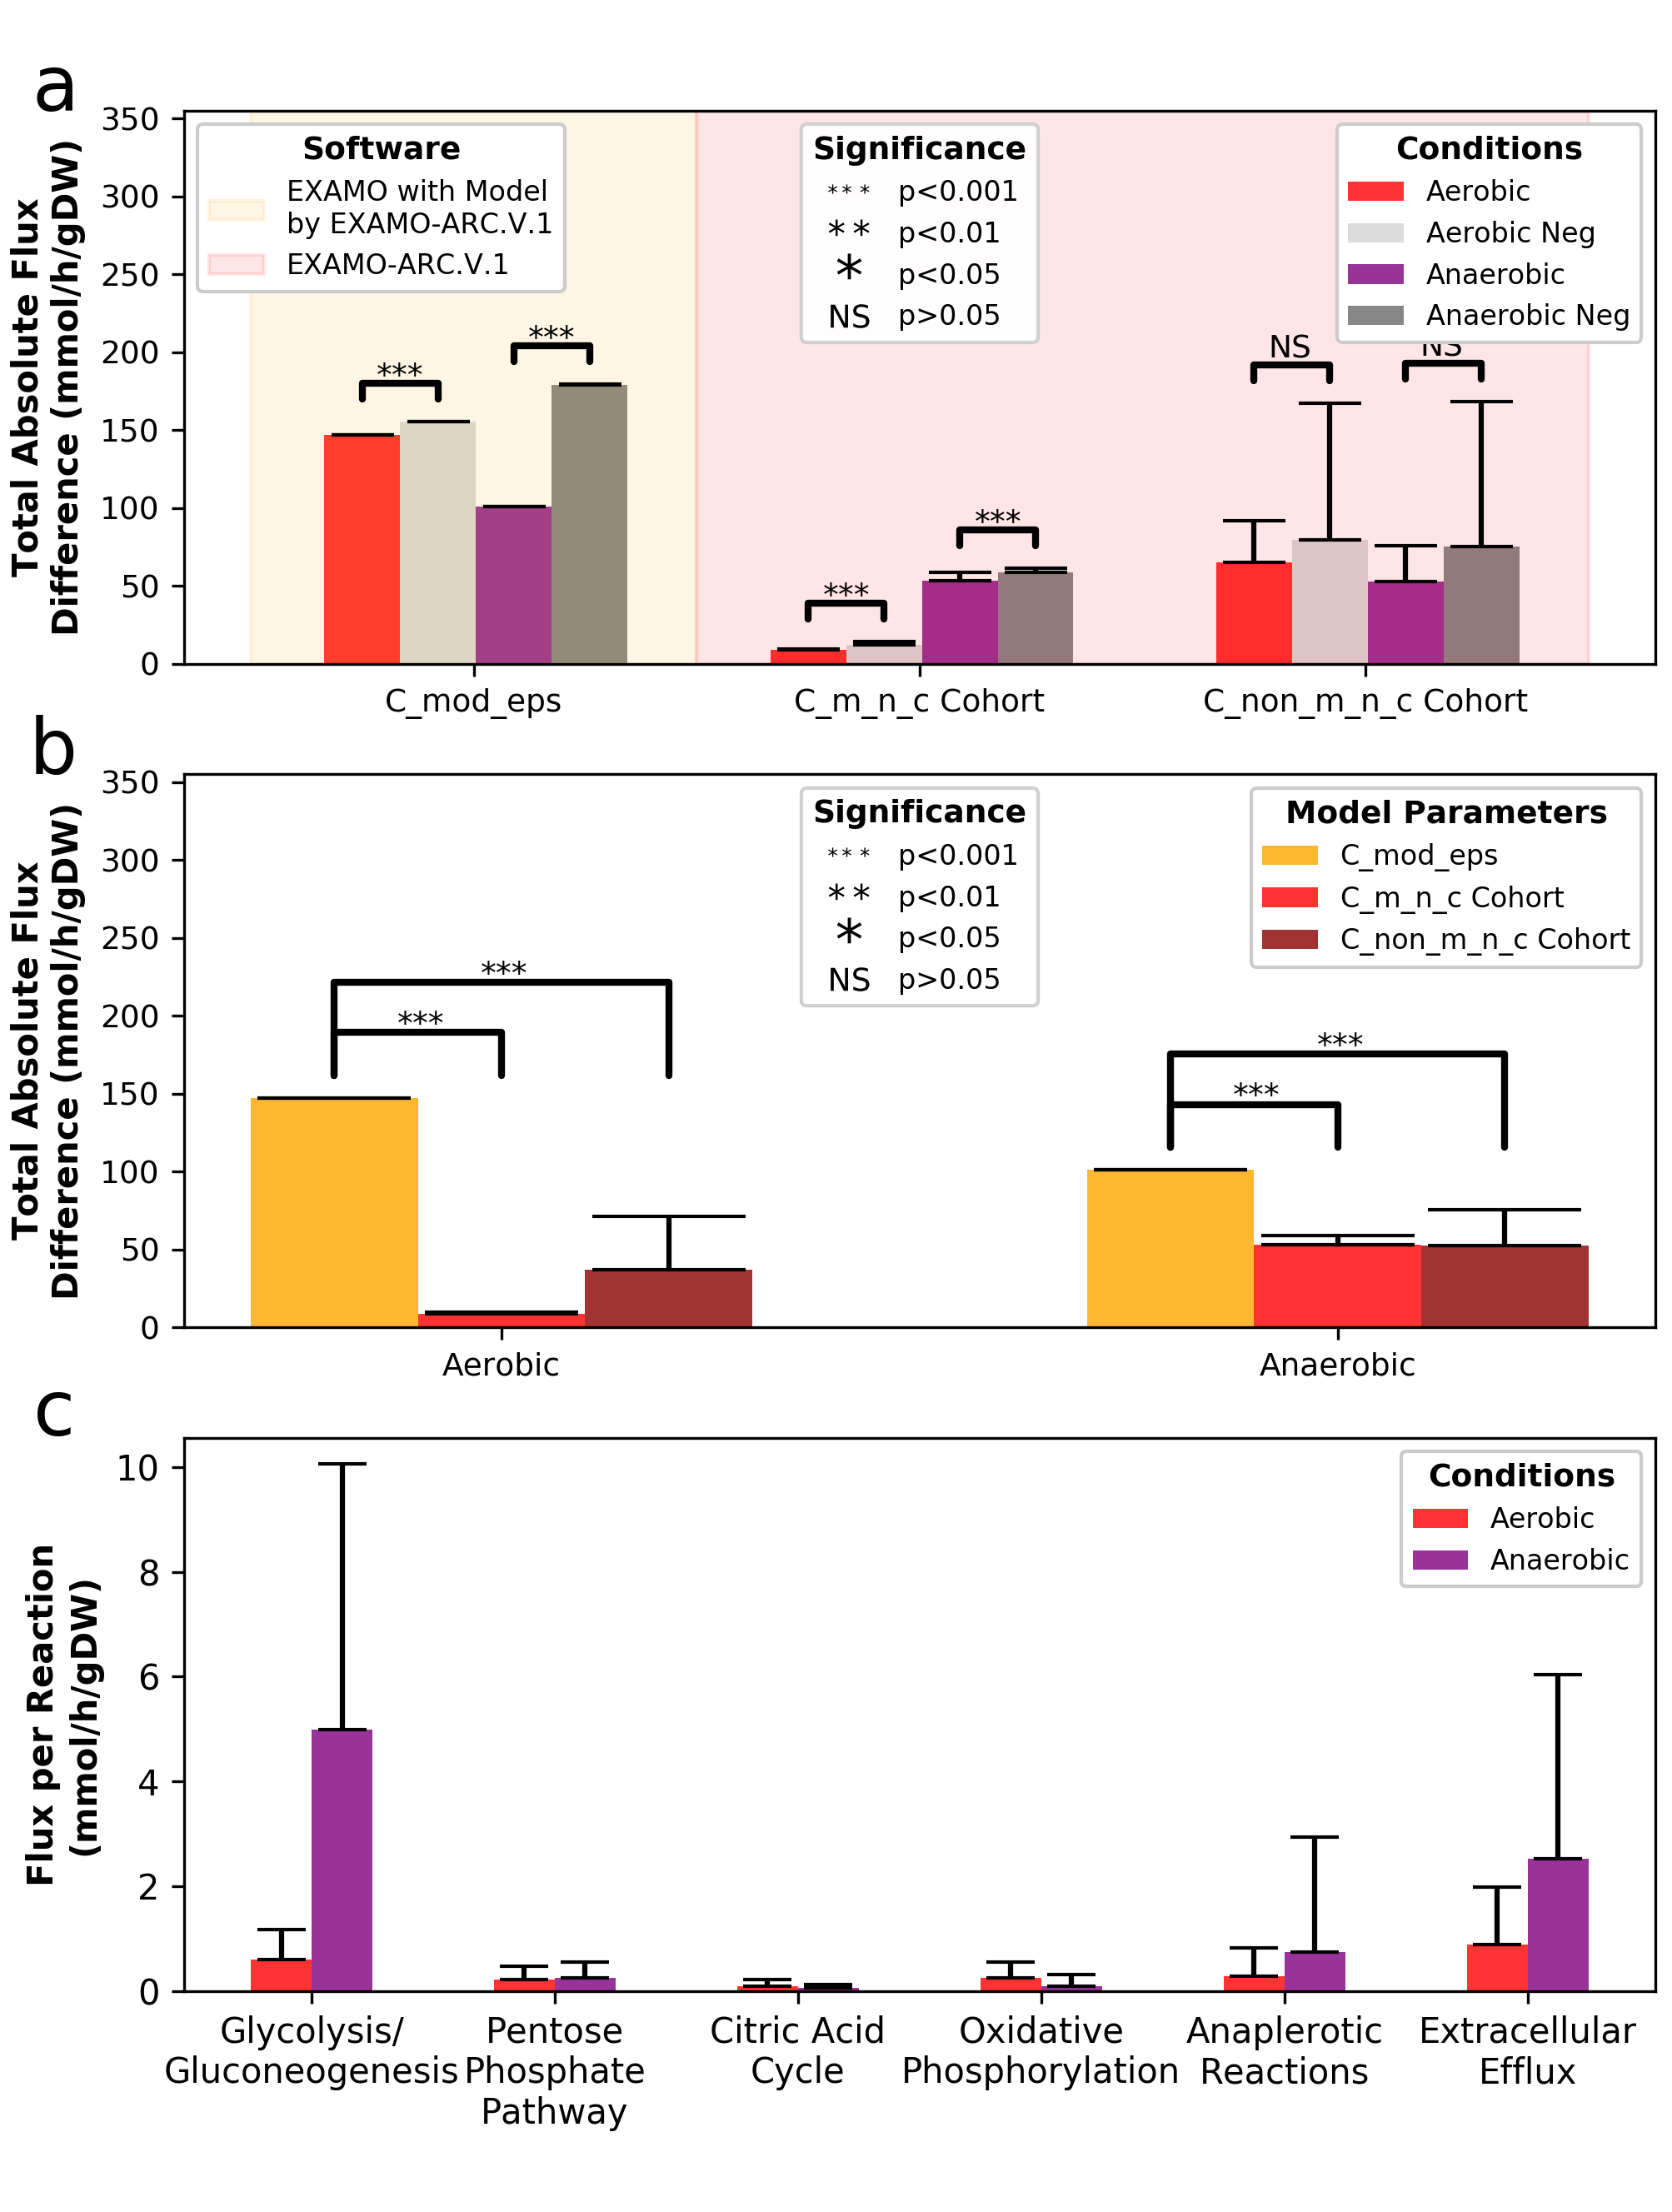 a
Total Absolute Flux
Difference (mmol/h/gDW)
350
300
250
200
150
100
50
0
Software
EXAMO with Model
by EXAMO-ARC.V.1
EXAMO-ARC.V.1
Significance
*** p<0.001
** p<0.01
* p<0.05
NS p>0.05
Conditions
Aerobic
Aerobic Neg
Anaerobic
Anaerobic Neg
***
***
***
***
NS
NS
C_mod_eps
C_m_n_c Cohort
C_non_m_n_c Cohort
b
Total Absolute Flux
Difference (mmol/h/gDW)
350
300
250
200
150
100
50
0
Significance
*** p<0.001
** p<0.01
* p<0.05
NS p>0.05
Model Parameters
C_mod_eps
C_m_n_c Cohort
C_non_m_n_c Cohort
***
***
***
***
Aerobic
Anaerobic
c
Flux per Reaction
(mmol/h/gDW)
10
8
6
4
2
0
Conditions
Aerobic
Anaerobic
Glycolysis/
Gluconeogenesis
Pentose
Phosphate
Pathway
Citric Acid
Cycle
Oxidative
Phosphorylation
Anaplerotic
Reactions
Extracellular
Efflux